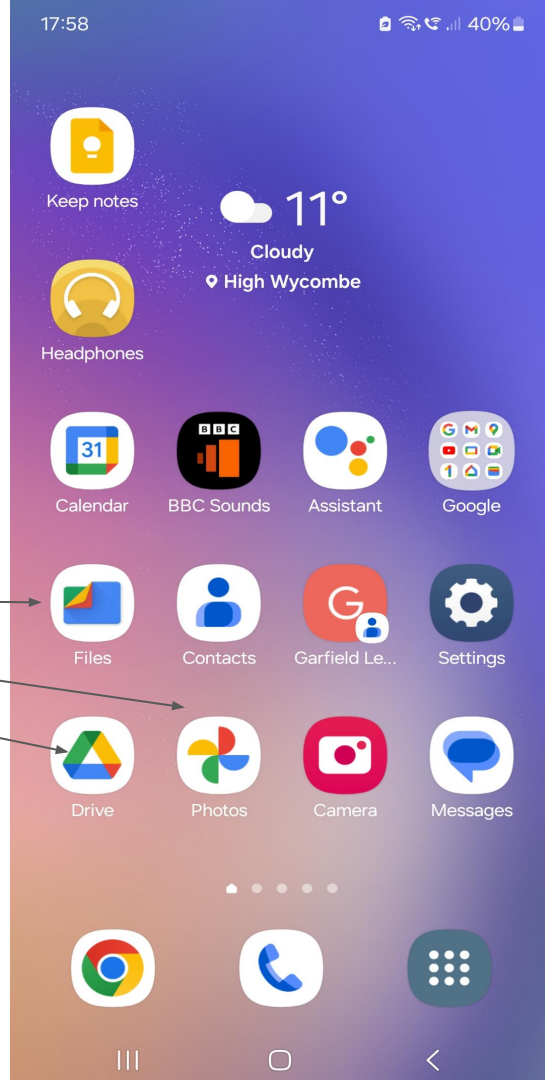 17:58
40%
Keep notes
11°
Cloudy
High Wycombe
Headphones
31
BBC
Calendar
BBC Sounds
Assistant
Google
G
Files
Contacts
Garfield Le...
Settings
Drive
Photos
Camera
Messages